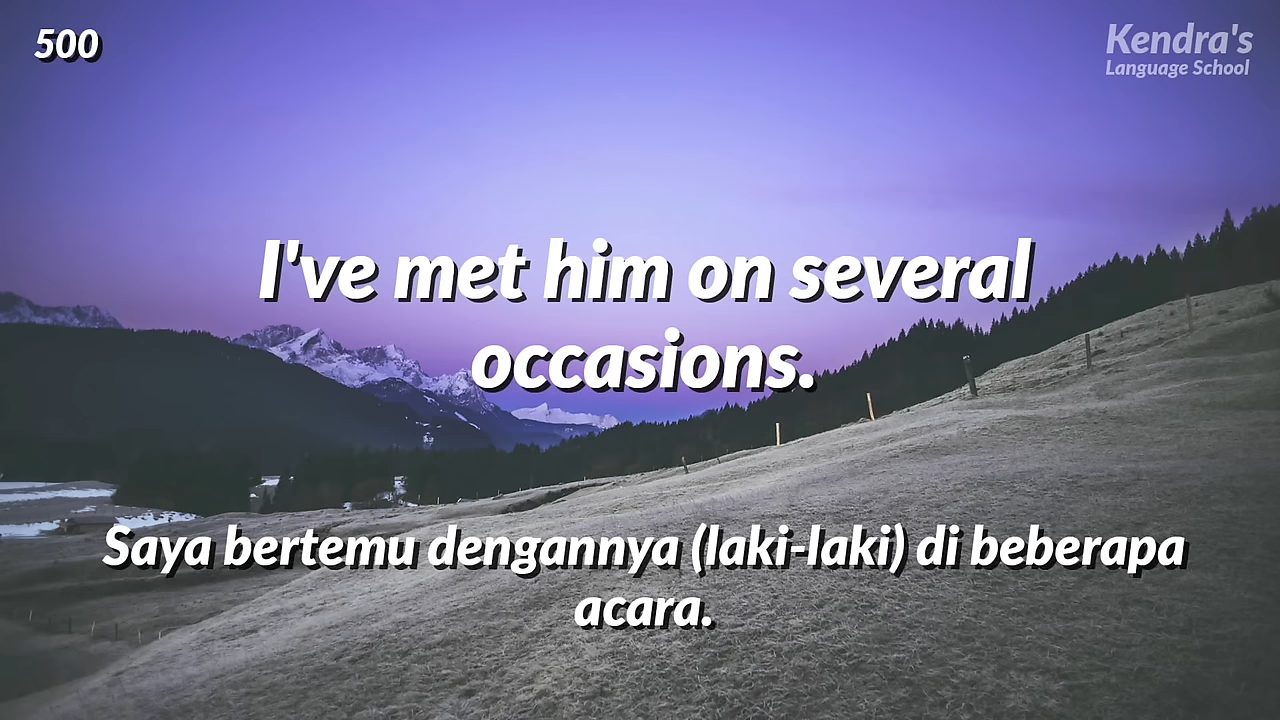 500
Kendra's
Language School
I've met him on several
occasions.
Saya bertemu dengannya (laki-laki) di beberapa
acara.